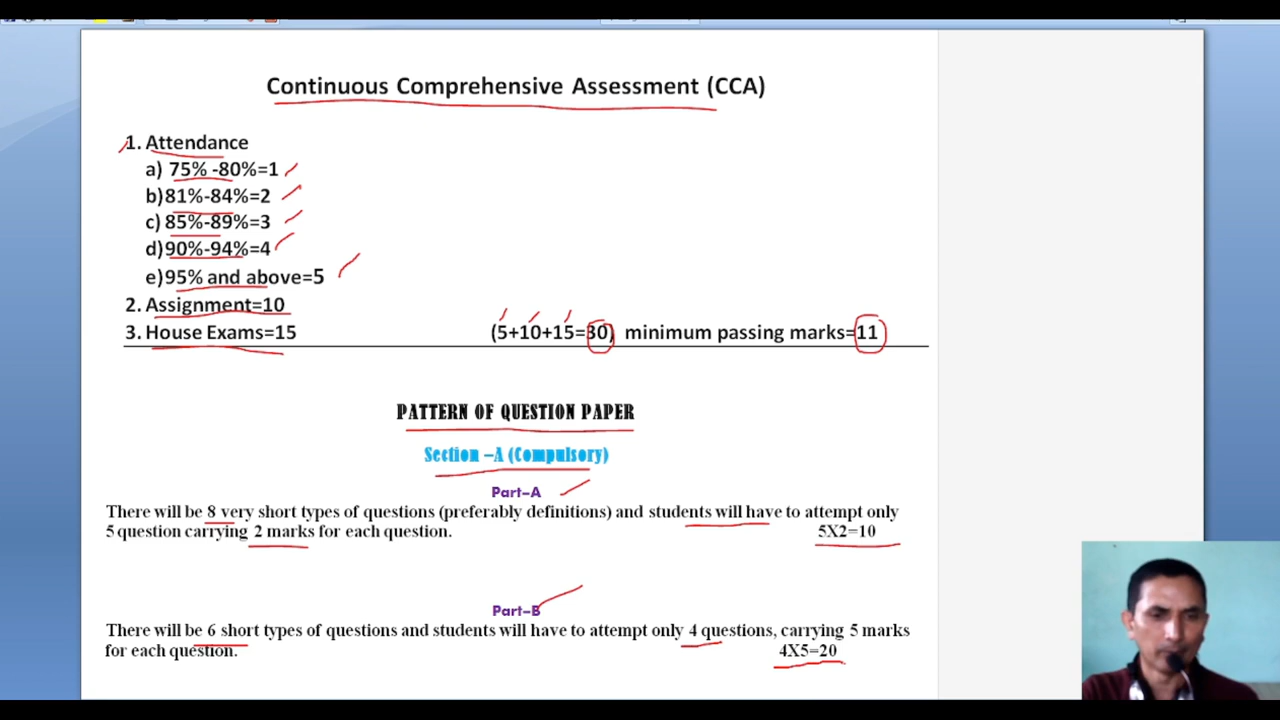 Continuous Comprehensive Assessment (CCA)
1. Attendance
a) 75% -80%=1
b)81%-84%=2
c) 85%-89%=3
d)90%-94%=4
e)95% and above=5
2. Assignment=10
3. House Exams=15 (5+10+15=30) minimum passing marks=11
PATTERN OF QUESTION PAPER
Section –A (Compulsory)
Part–A
There will be 8 very short types of questions (preferably definitions) and students will have to attempt only
5 question carrying 2 marks for each question. 5X2=10
Part–B
There will be 6 short types of questions and students will have to attempt only 4 questions, carrying 5 marks
for each question. 4X5=20